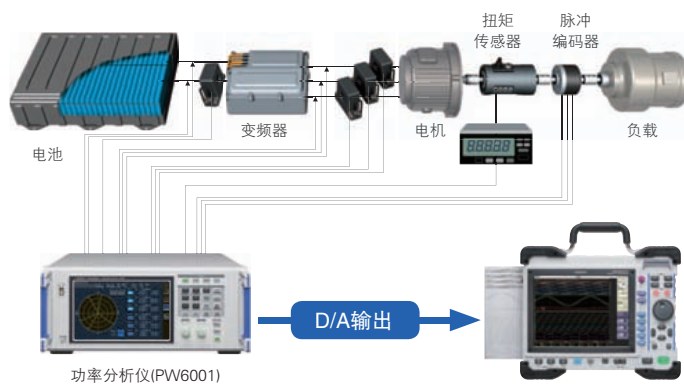 扭矩
传感器
脉冲
编码器
电池
变频器
电机
负载
D/A输出
功率分析仪(PW6001)